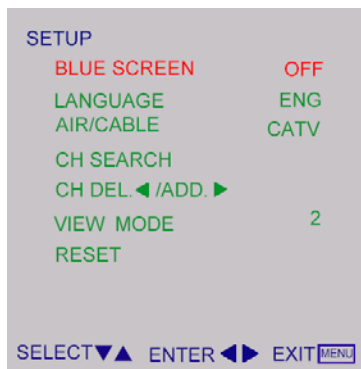 SETUP
BLUE SCREEN OFF
LANGUAGE ENG
AIR/CABLE CATV
CH SEARCH
CH DEL.◀ /ADD. ▶
VIEW MODE 2
RESET
SELECT▼▲ ENTER ◀▶ EXIT MENU